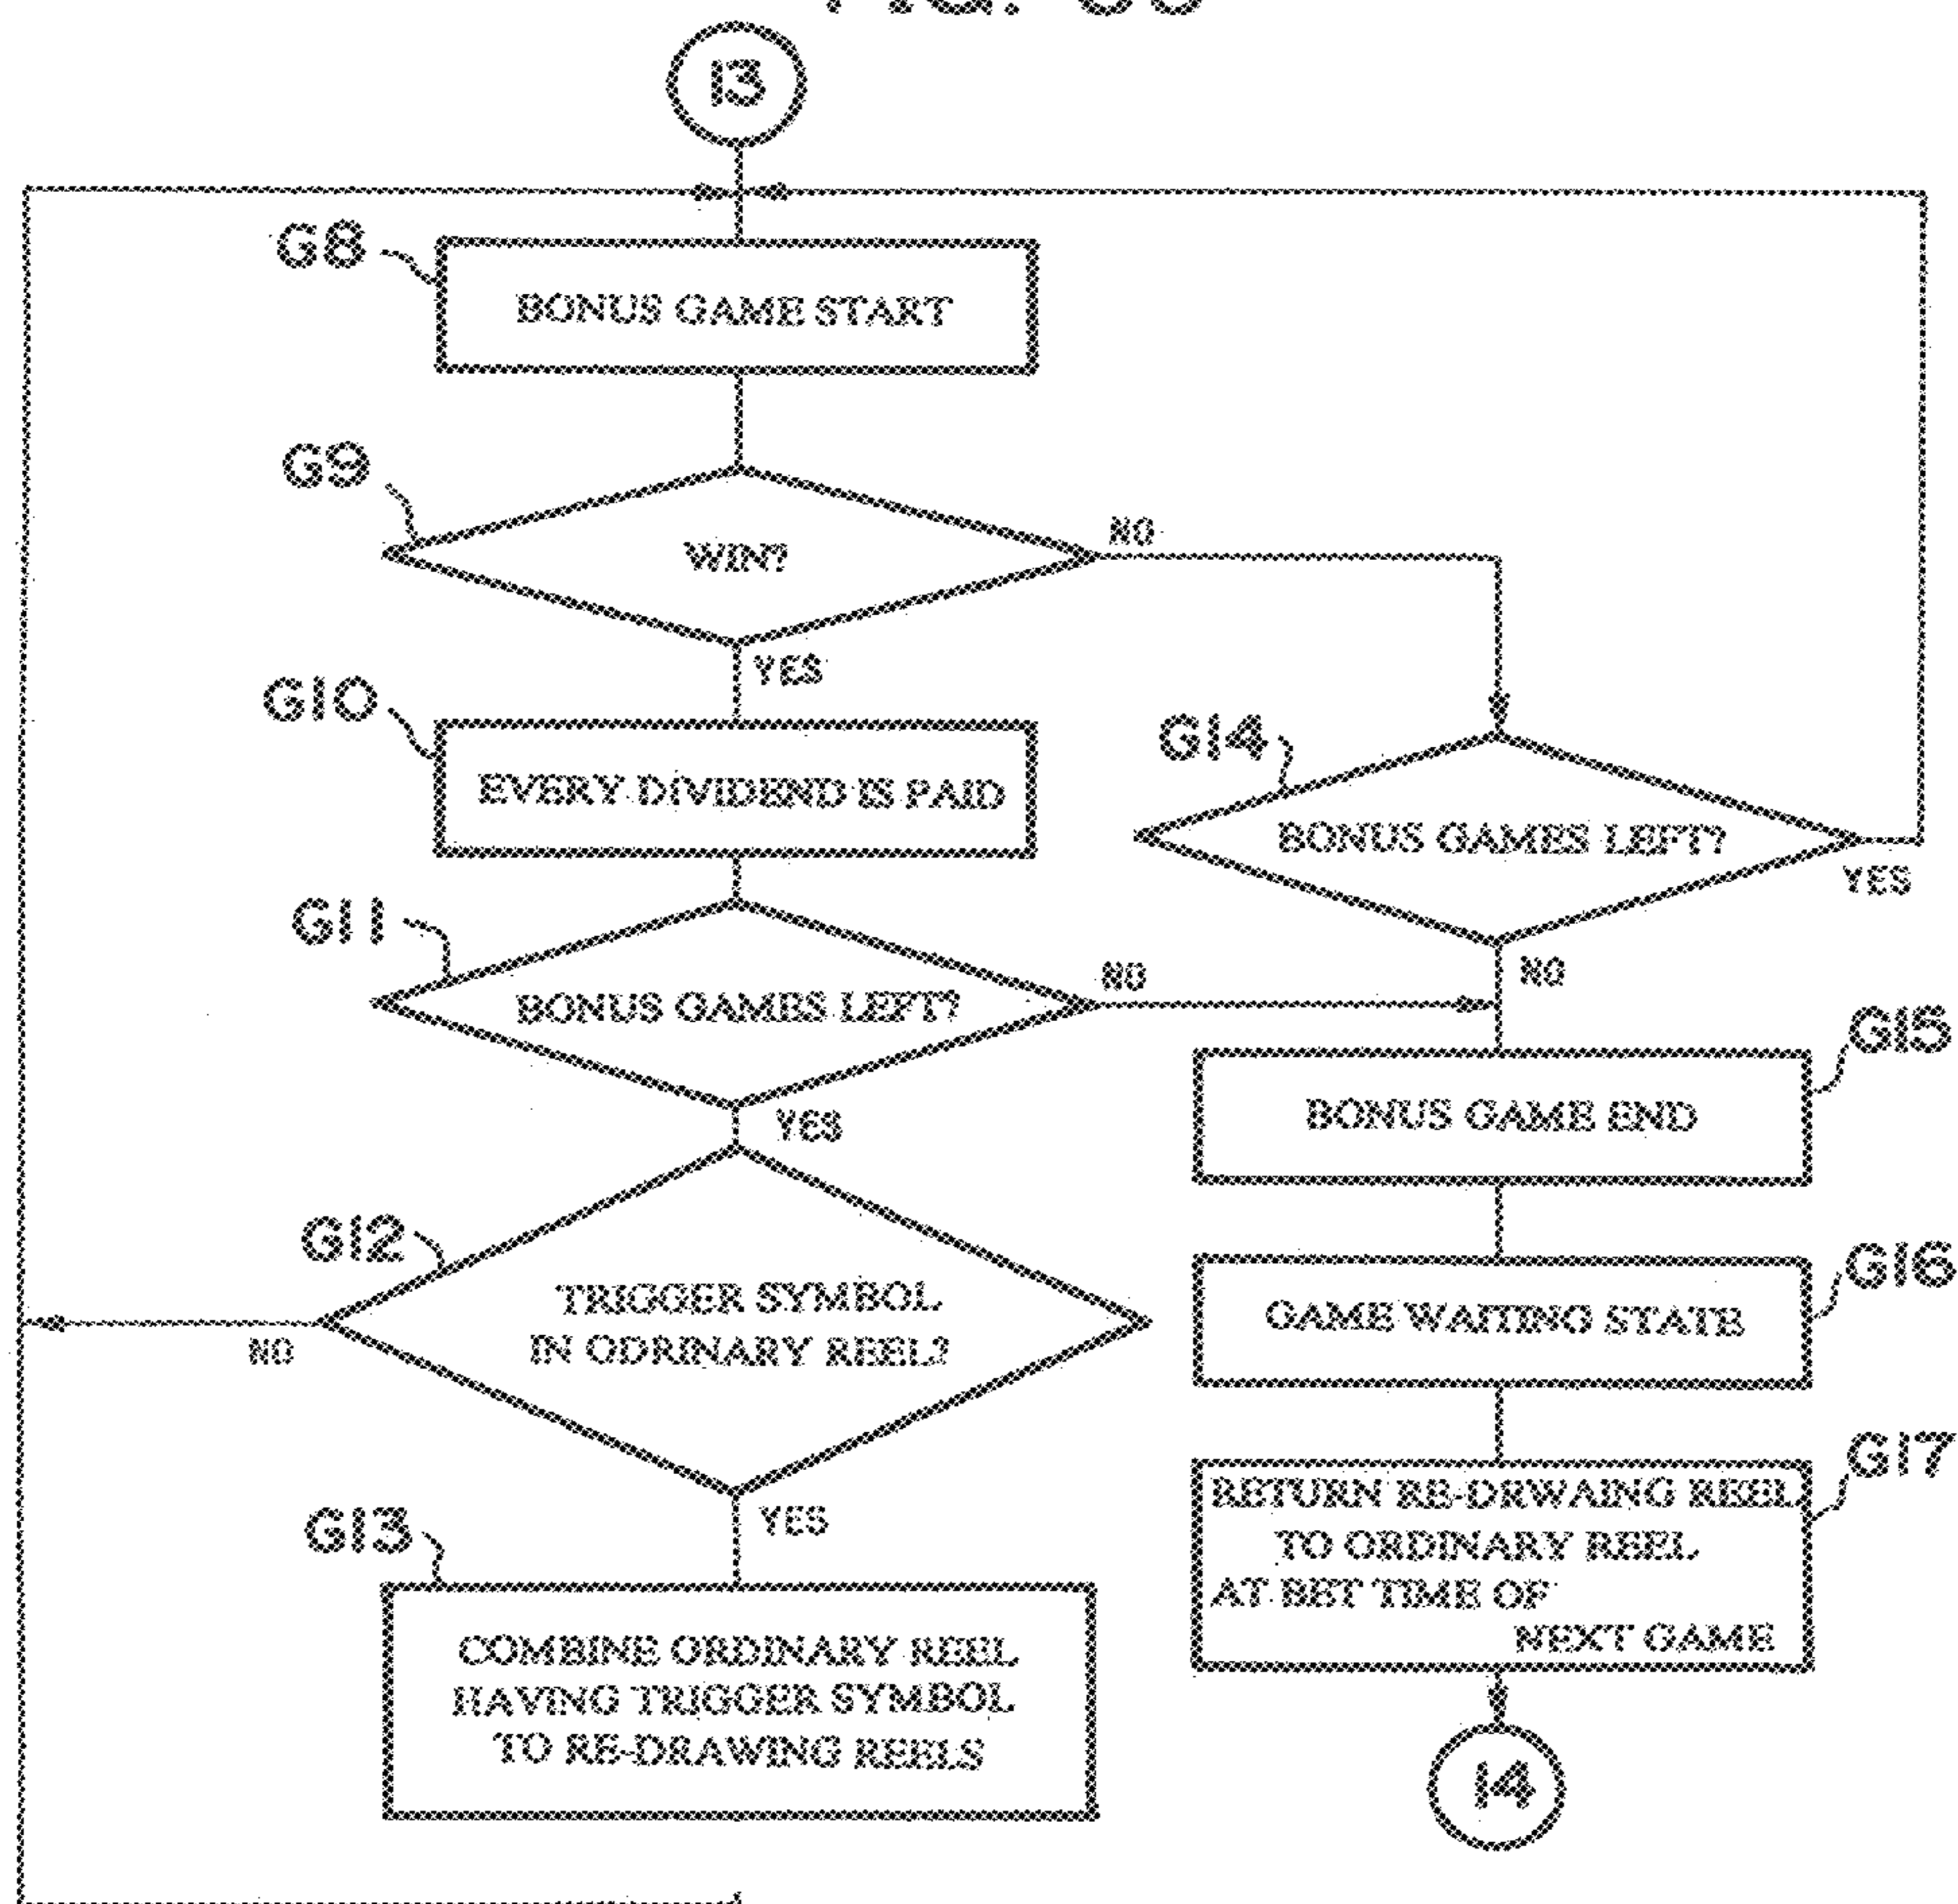 13
G8
BONUS GAME START
G9
WIN?
NO
YES
G10
EVERY DIVIDEND IS PAID
G14
BONUS GAMES LEFT?
YES
NO
G11
BONUS GAMES LEFT?
NO
YES
G15
BONUS GAME END
G12
TRIGGER SYMBOL
IN ODRINARY REEL?
NO
YES
G16
GAME WAITING STATE
G17
RETURN RE-DRWAING REEL
TO ORDINARY REEL
AT BET TIME OF
NEXT GAME
G13
COMBINE ORDINARY REEL
HAVING TRIGGER SYMBOL
TO RE-DRAWING REELS
14